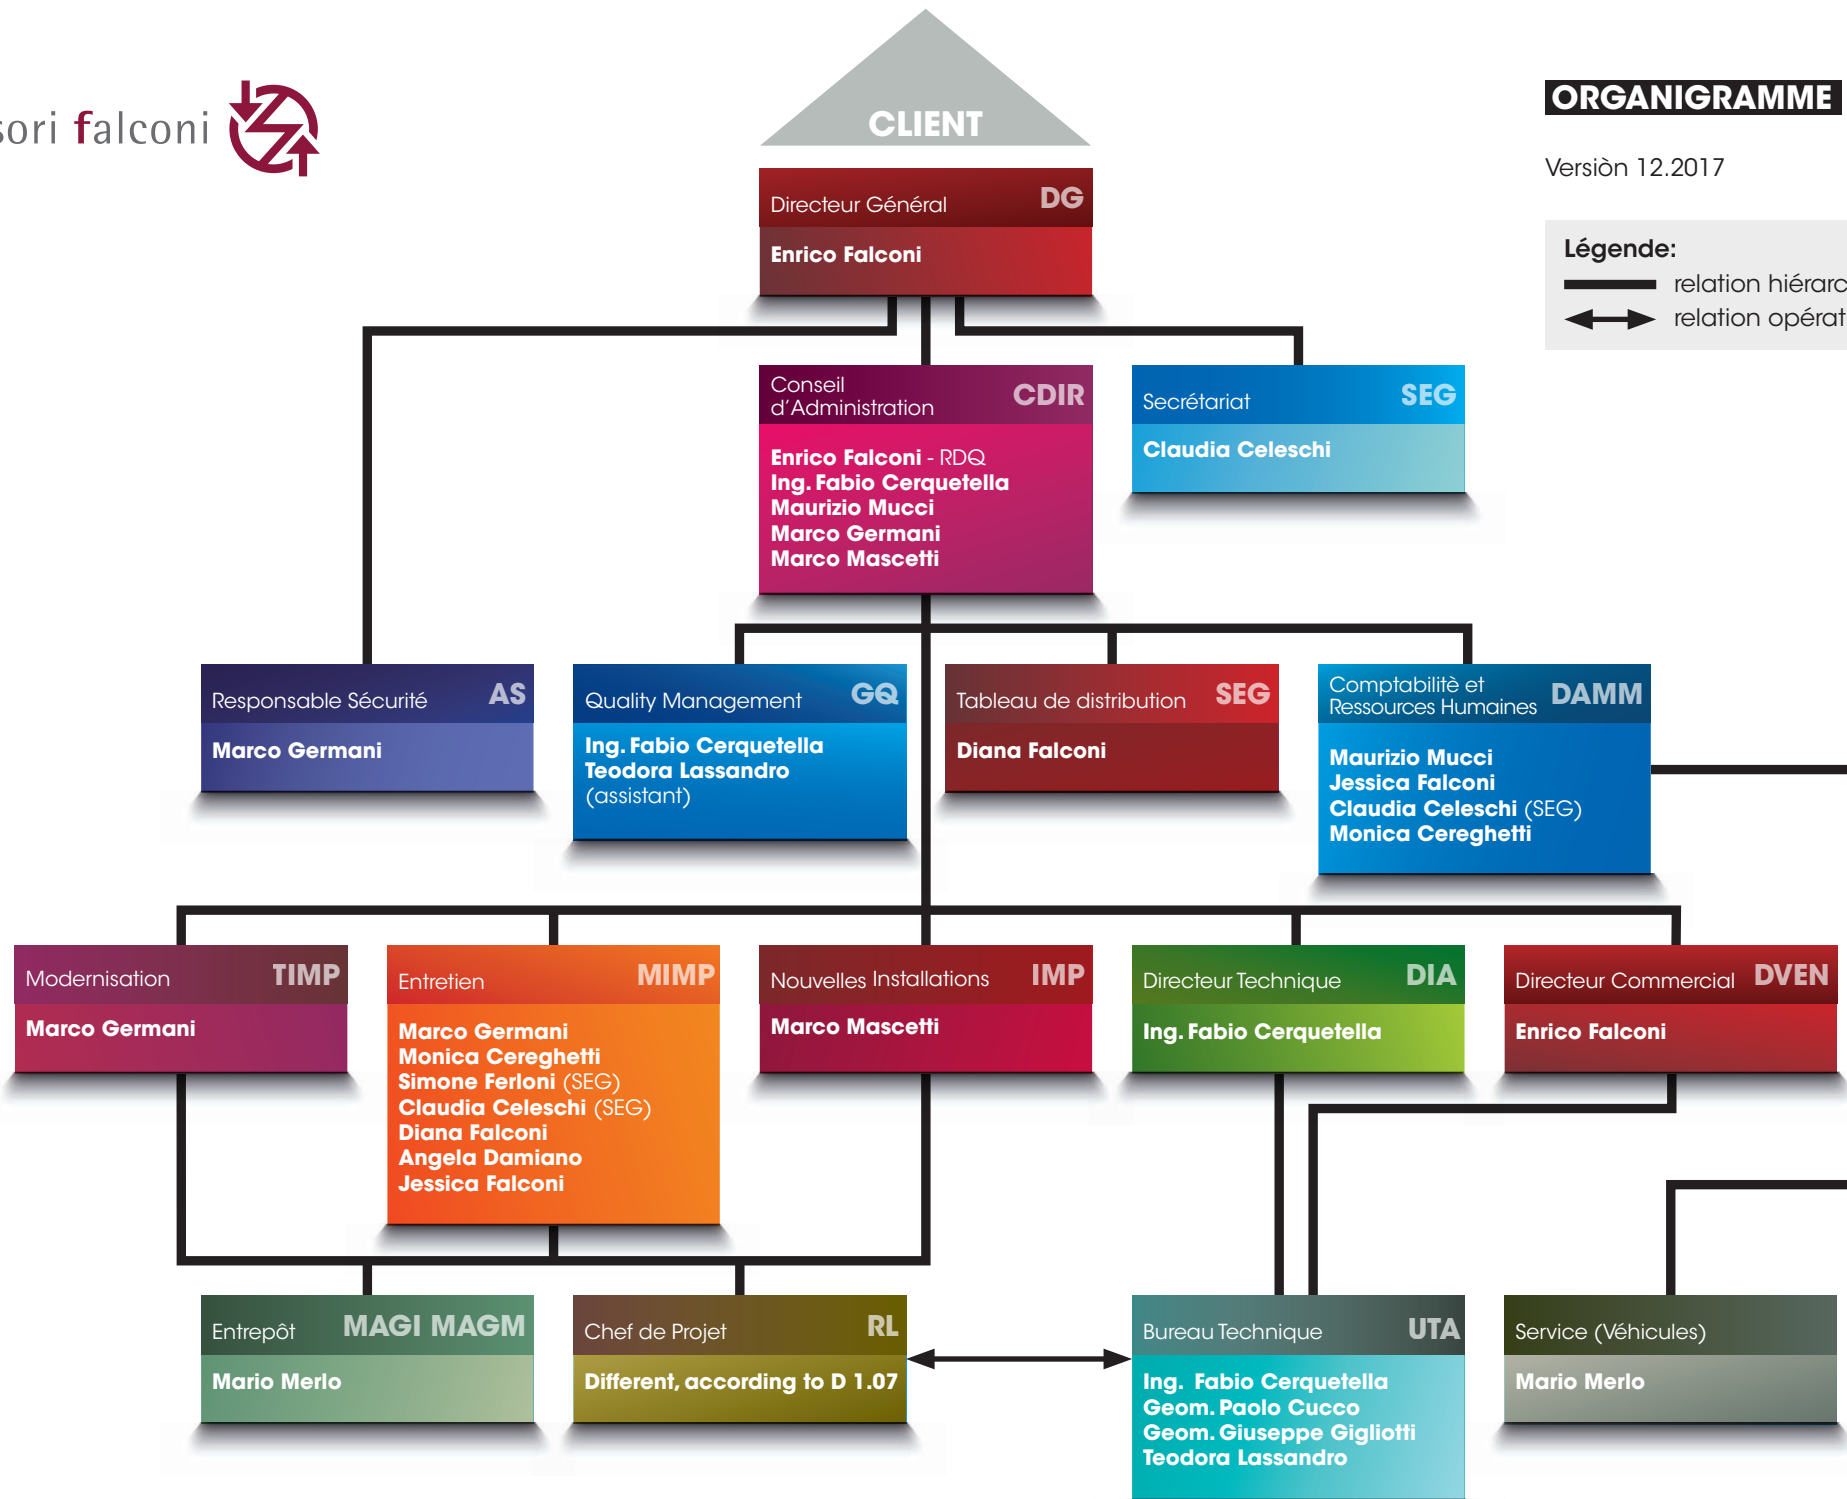 falconi
CLIENT
ORGANIGRAMME
Versiòn 12.2017
Légende:
relation
relation
Directeur Général DG
Enrico Falconi
Conseil
d'Administration CDIR
Enrico Falconi - RDQ
Ing. Fabio Cerquetella
Maurizio Mucci
Marco Germani
Marco Mascetti
Secrétariat SEG
Claudia Celeschi
Responsable Sécurité AS
Marco Germani
Quality Management GQ
Ing. Fabio Cerquetella
Teodora Lassandro
(assistant)
Tableau de distribution SEG
Diana Falconi
Comptabilitè et
Ressources Humaines DAMM
Maurizio Mucci
Jessica Falconi
Claudia Celeschi (SEG)
Monica Cereghetti
Modernisation TIMP
Marco Germani
Entretien MIMP
Marco Germani
Monica Cereghetti
Simone Ferloni (SEG)
Claudia Celeschi (SEG)
Diana Falconi
Angela Damiano
Jessica Falconi
Nouvelles Installations IMP
Marco Mascetti
Directeur Technique DIA
Ing. Fabio Cerquetella
Directeur Commercial DVEN
Enrico Falconi
Entrepôt MAGI MAGM
Mario Merlo
Chef de Projet RL
Different, according to D 1.07
Bureau Technique UTA
Ing. Fabio Cerquetella
Geom. Paolo Cucco
Geom. Giuseppe Gigliotti
Teodora Lassandro
Service (Véhicules)
Mario Merlo